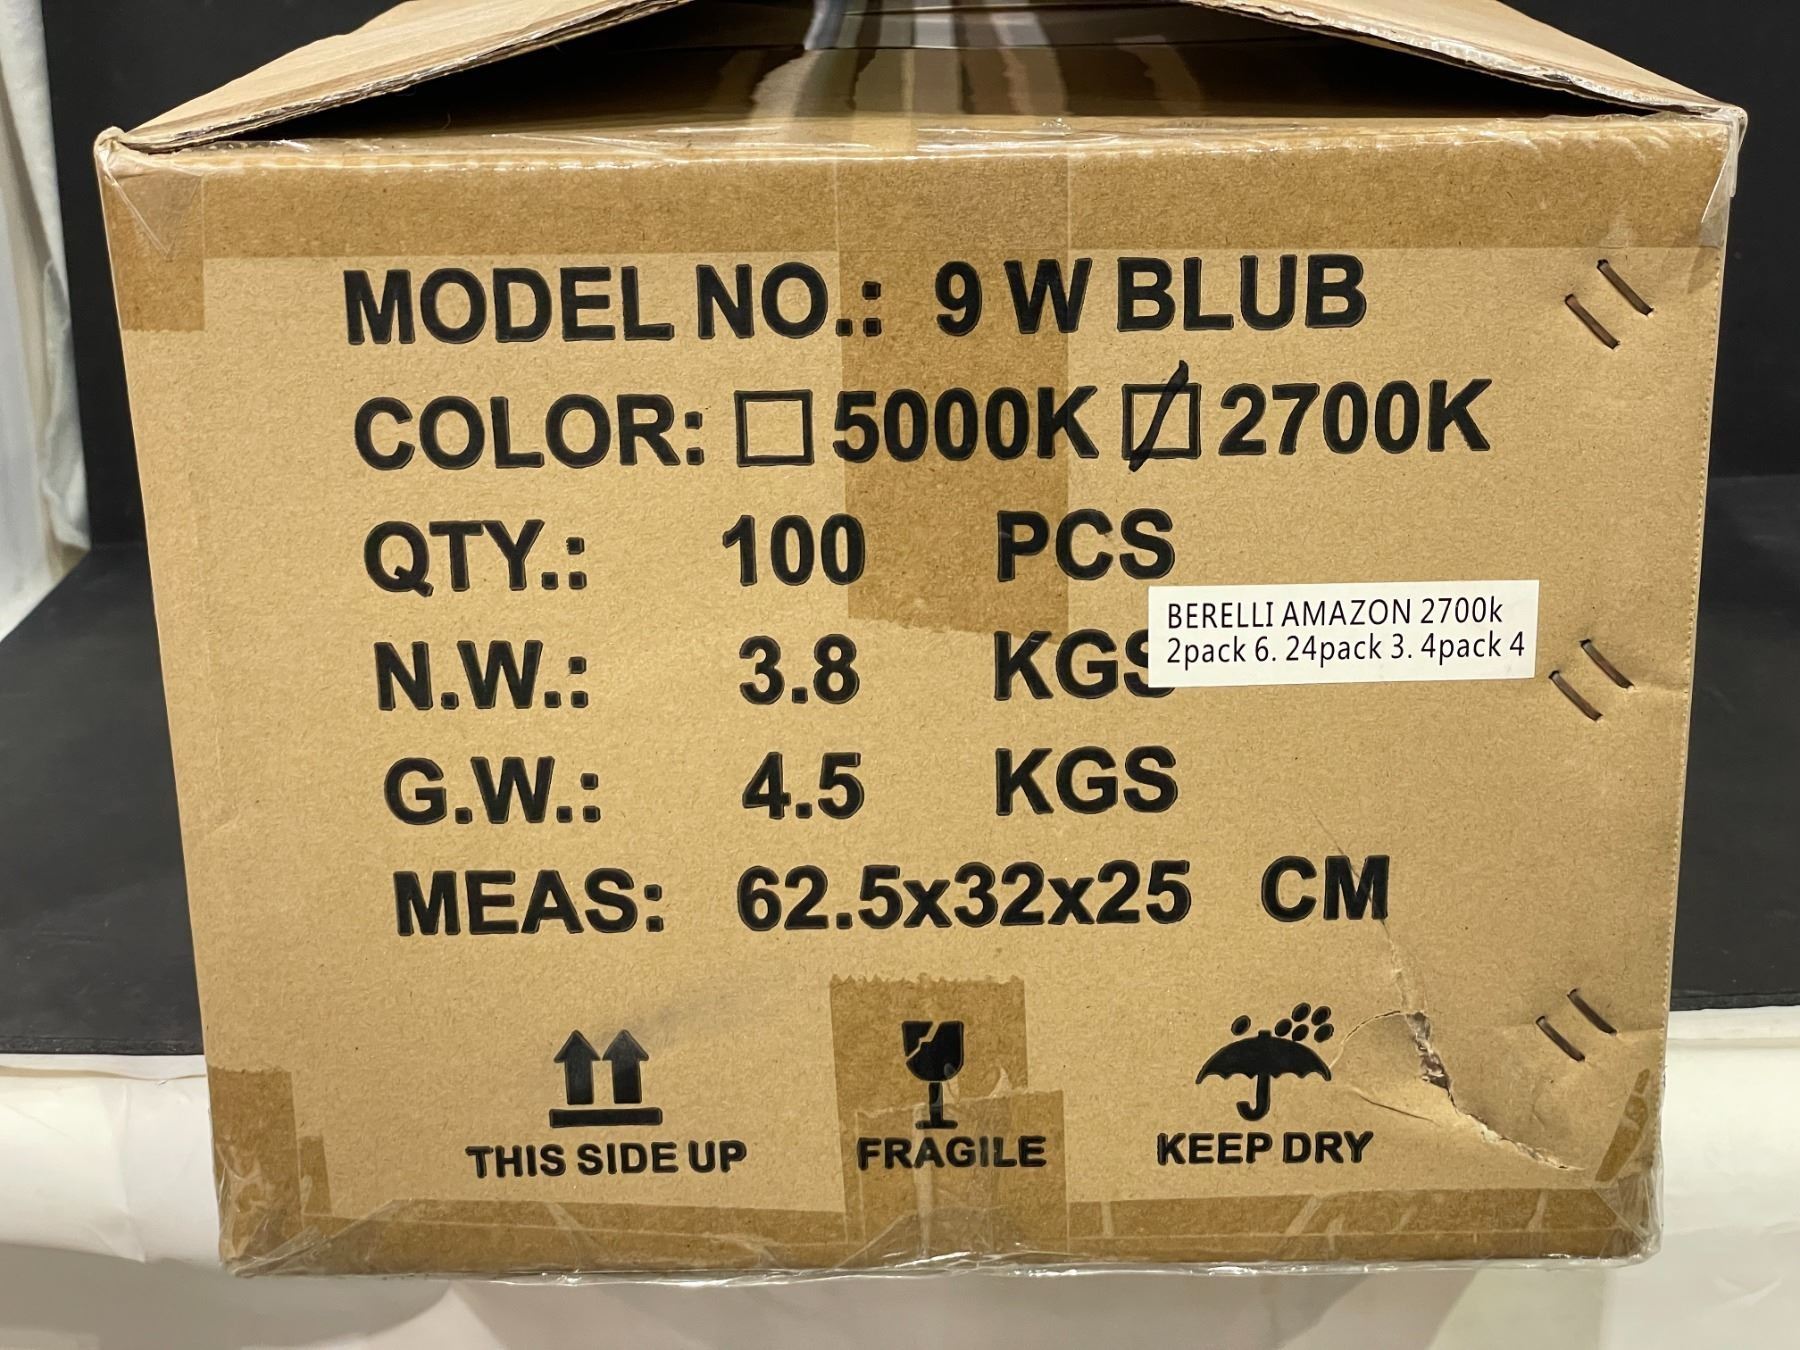 MODEL NO.: 9 W BLUB
COLOR: 5000K 2700K
QTY.: 100 PCS
BERELLI AMAZON 2700k
2pack 6. 24pack 3. 4pack 4
N.W.: 3.8 KGS
G.W.: 4.5 KGS
MEAS: 62.5x32x25 CM
THIS SIDE UP
FRAGILE
KEEP DRY